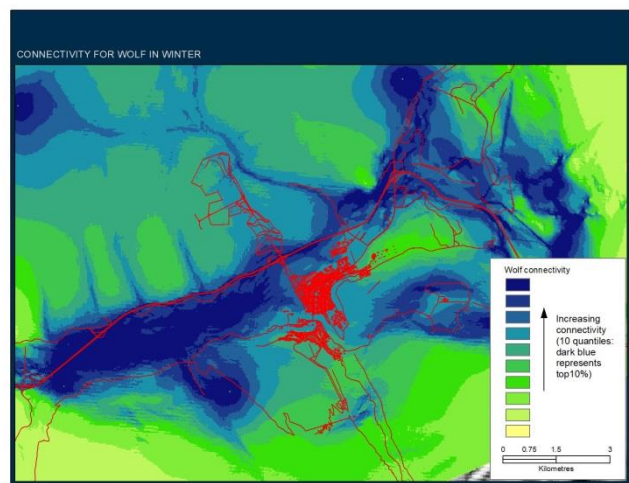 CONNECTIVITY FOR WOLF IN WINTER
Wolf connectivity
Increasing
connectivity
(10 quantiles:
dark blue
represents
top10%)
0 0.75 1.5 3
Kilometres